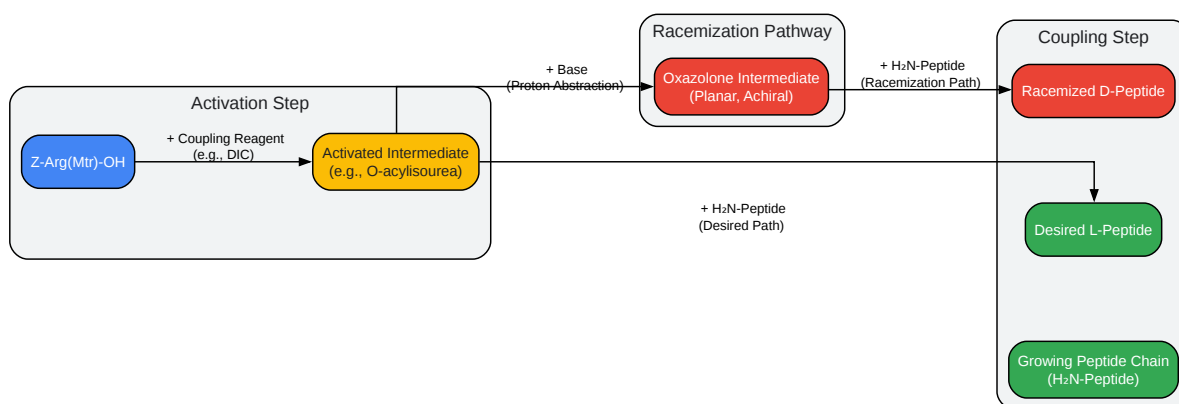 Racemization Pathway
Coupling Step
+ Base
(Proton Abstraction)
Oxazolone Intermediate
(Planar, Achiral)
+ H₂N-Peptide
(Racemization Path)
Racemized D-Peptide
Activation Step
Z-Arg(Mtr)-OH
+ Coupling Reagent
(e.g., DIC)
Activated Intermediate
(e.g., O-acylisourea)
+ H₂N-Peptide
(Desired Path)
Desired L-Peptide
Growing Peptide Chain
(H₂N-Peptide)